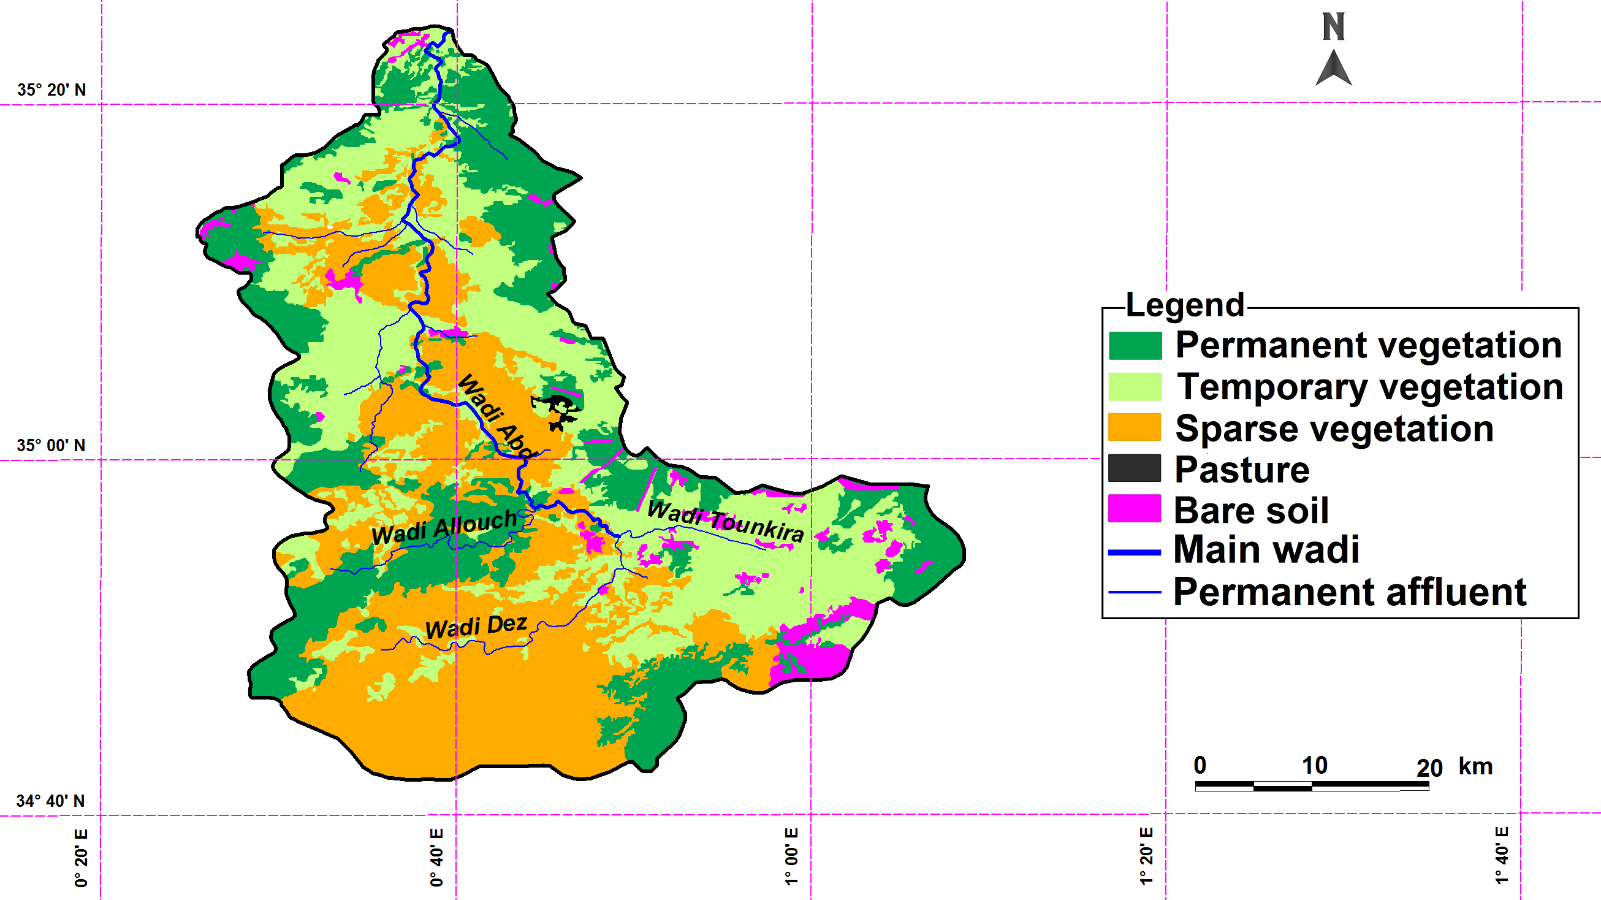 N
35° 20' N
Legend
Permanent vegetation
Temporary vegetation
Sparse vegetation
Pasture
Bare soil
Main wadi
Permanent affluent
Wadi Abd
35° 00' N
Wadi Allouch
Wadi Tounkira
Wadi Dez
0 10 20 km
34° 40' N
0° 20' E
0° 40' E
1° 00' E
1° 20' E
1° 40' E